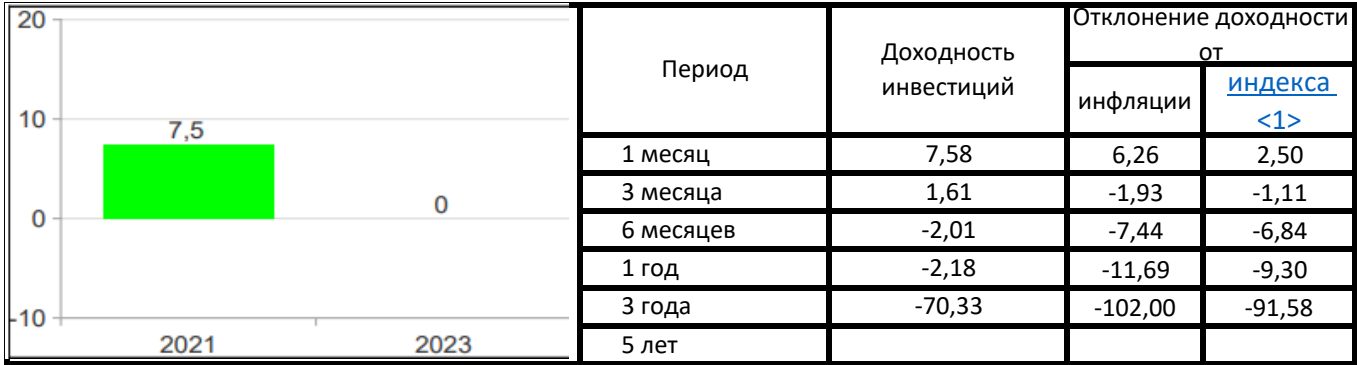 20
10
7,5
0
0
-10
2021 2023
Период
Доходность
инвестиций
Отклонение доходности
от
инфляции
индекса
<1>
1 месяц 7,58 6,26 2,50
3 месяца 1,61 -1,93 -1,11
6 месяцев -2,01 -7,44 -6,84
1 год -2,18 -11,69 -9,30
3 года -70,33 -102,00 -91,58
5 лет